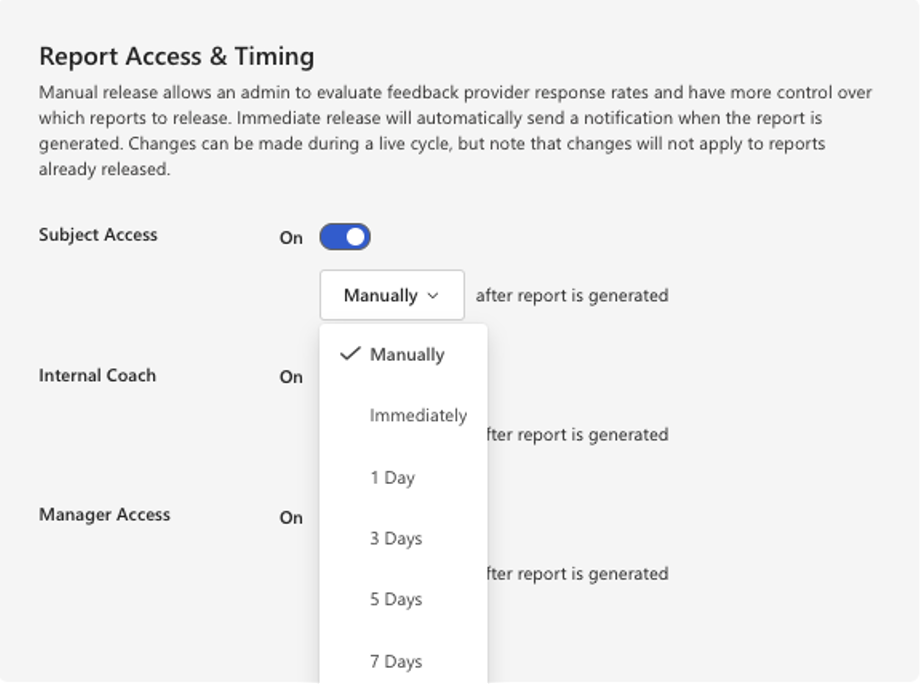 Report Access & Timing
Manual release allows an admin to evaluate feedback provider response rates and have more control over
which reports to release. Immediate release will automatically send a notification when the report is
generated. Changes can be made during a live cycle, but note that changes will not apply to reports
already released.
Subject Access On
Manually after report is generated
Manually
Internal Coach On
Immediately
fter report is generated
1 Day
Manager Access On
3 Days
fter report is generated
5 Days
7 Days